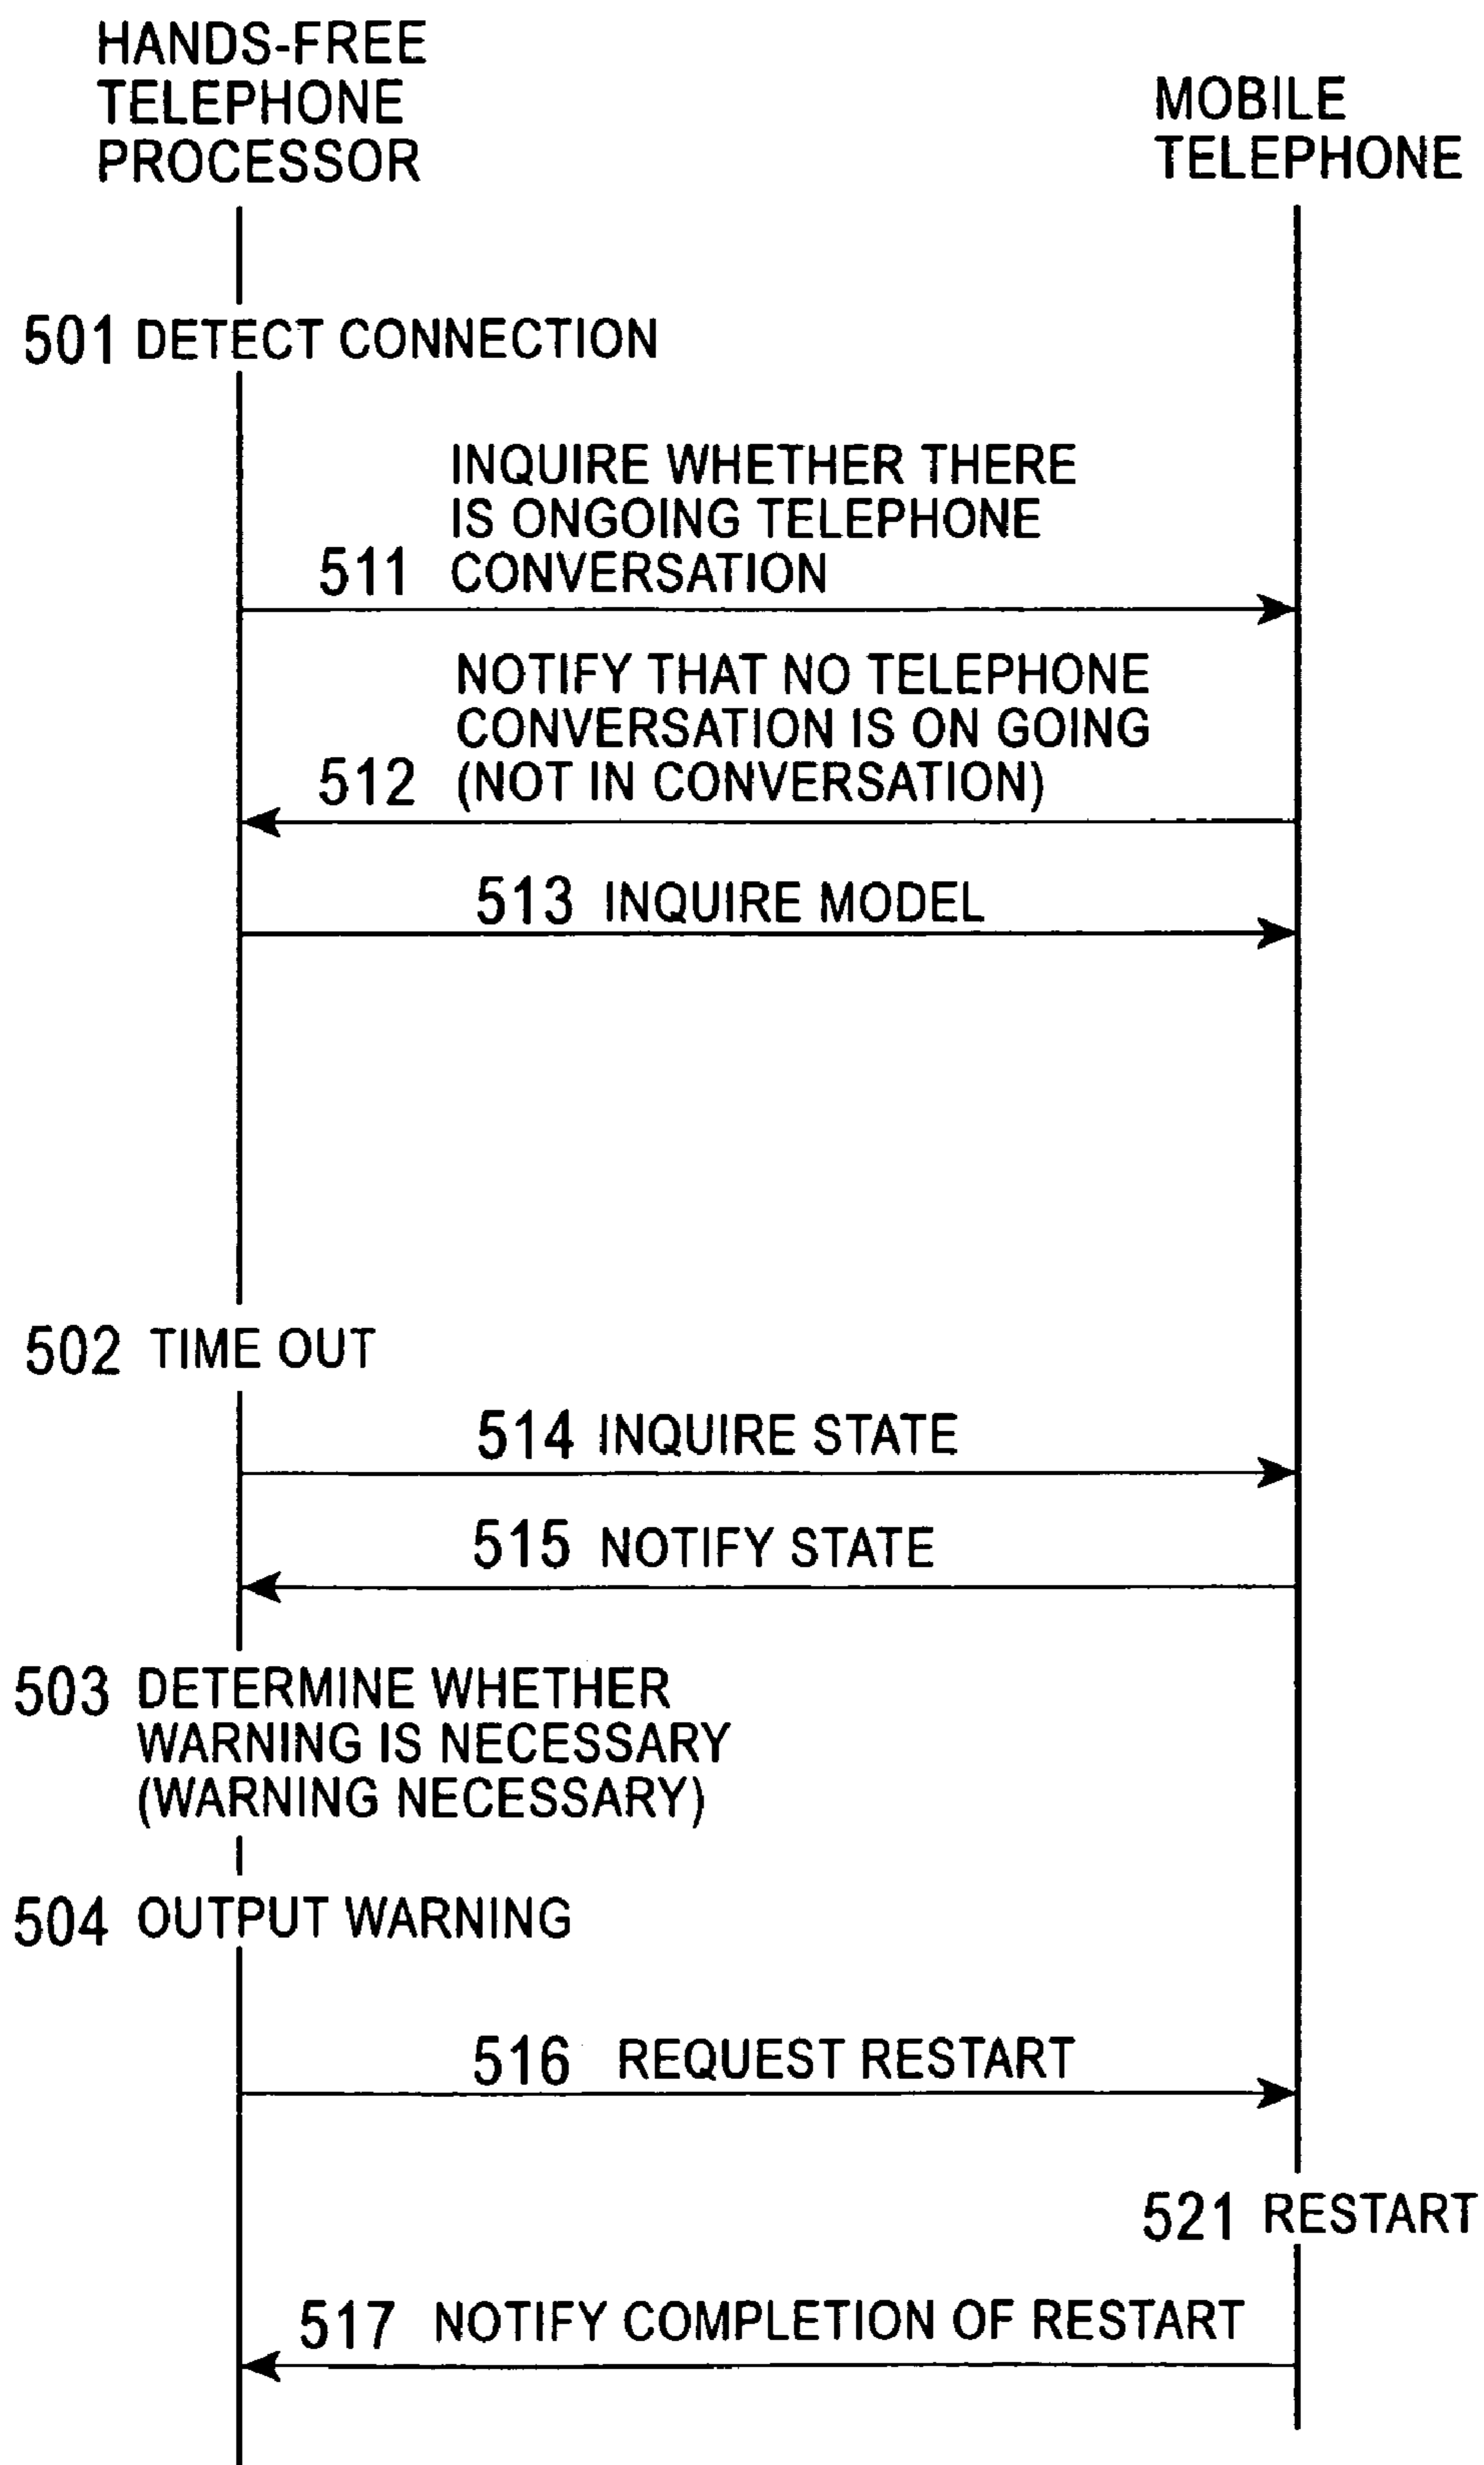 HANDS-FREE
TELEPHONE
PROCESSOR
MOBILE
TELEPHONE
501 DETECT CONNECTION
INQUIRE WHETHER THERE
IS ONGOING TELEPHONE
511 CONVERSATION
NOTIFY THAT NO TELEPHONE
CONVERSATION IS ON GOING
512 (NOT IN CONVERSATION)
513 INQUIRE MODEL
502 TIME OUT
514 INQUIRE STATE
515 NOTIFY STATE
503 DETERMINE WHETHER
WARNING IS NECESSARY
(WARNING NECESSARY)
504 OUTPUT WARNING
516 REQUEST RESTART
521 RESTART
517 NOTIFY COMPLETION OF RESTART